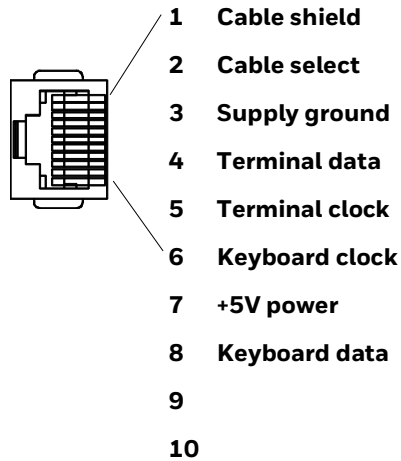 1 Cable shield
2 Cable select
3 Supply ground
4 Terminal data
5 Terminal clock
6 Keyboard clock
7 +5V power
8 Keyboard data
9
10